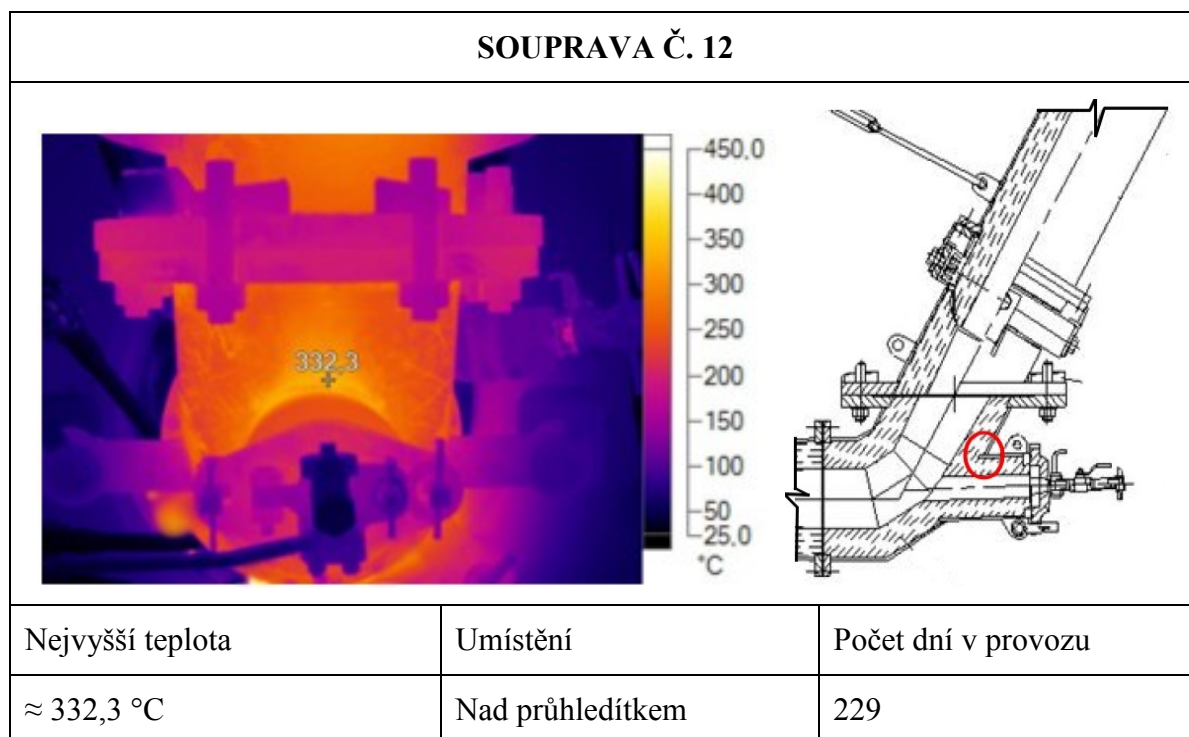 SOUPRAVA Č. 12
450,0
400
350
300
250
200
150
100
50
25,0
°C
332,3
Nejvyšší teplota
Umístění
Počet dní v provozu
≈ 332,3 °C
Nad průhledítkem
229